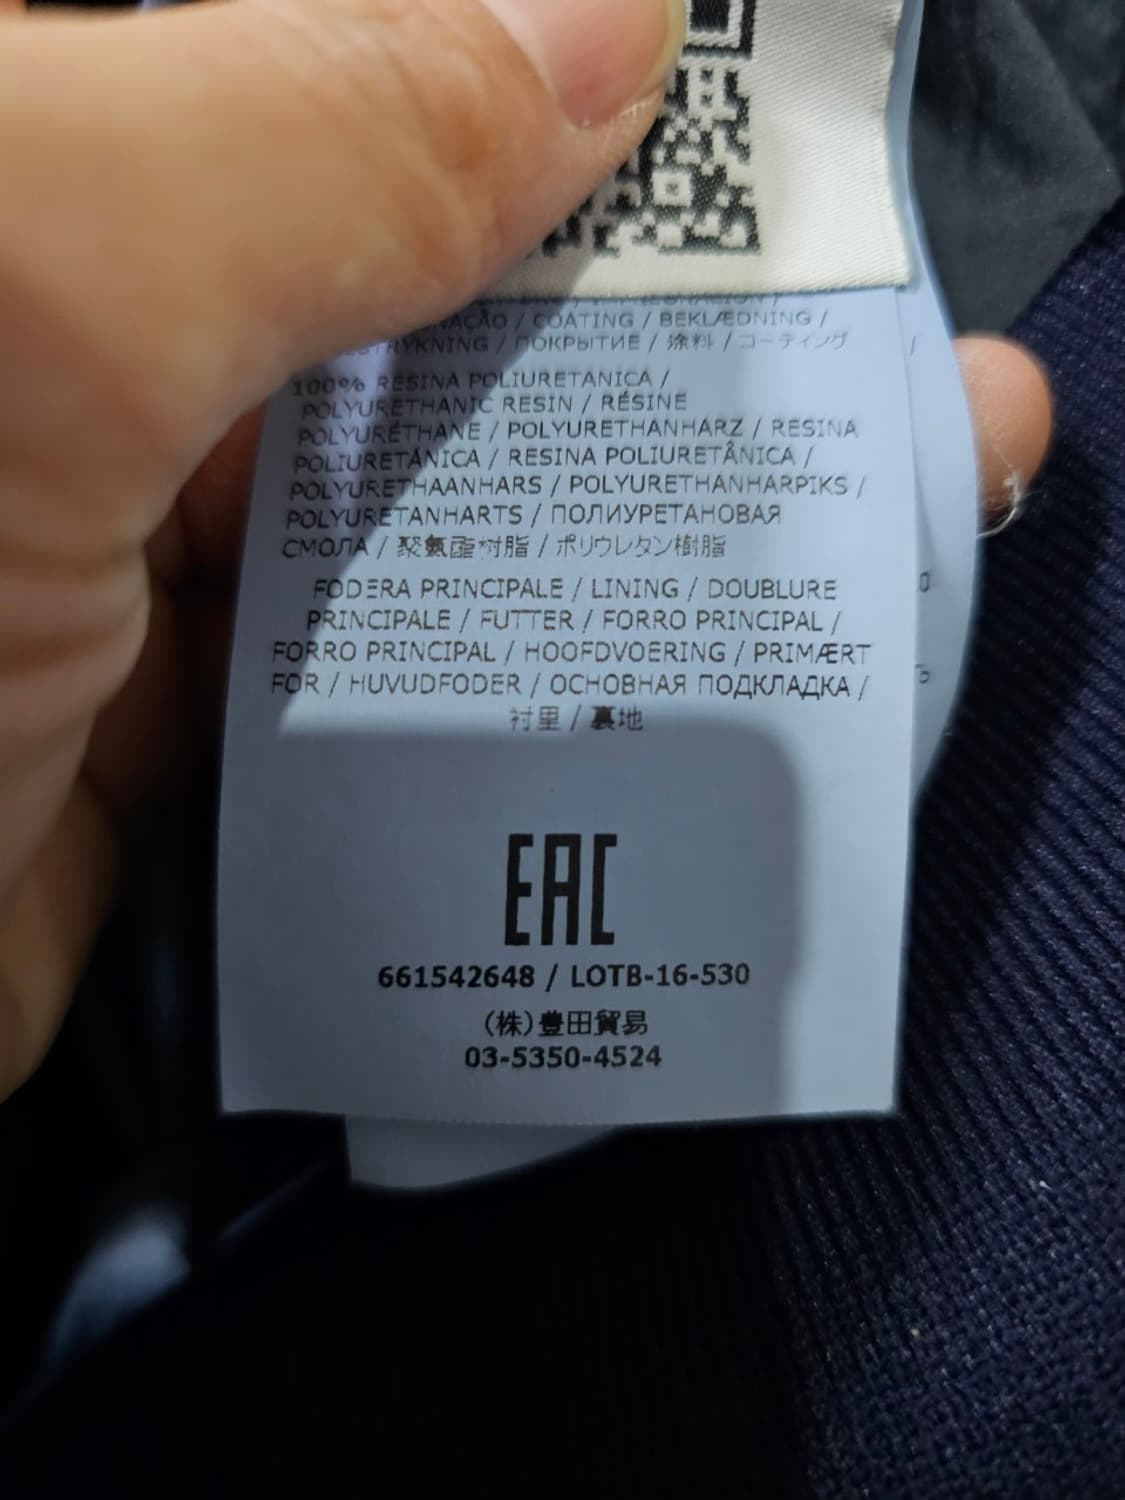 COATING / BEKLÆDNING /
ПОКРЫТИЕ / 涂料 / コーティング
100% RESINA POLIURETANICA /
POLYURETHANIC RESIN / RÉSINE
POLYURÉTHANE / POLYURETHANHARZ / RESINA
POLIURETÁNICA / RESINA POLIURETÂNICA /
POLYURETHAANHARS / POLYURETHANHARPIKS /
POLYURETANHARTS / ПОЛИУРЕТАНОВАЯ
СМОЛА / 聚氨酯树脂 / ポリウレタン樹脂
FODERA PRINCIPALE / LINING / DOUBLURE
PRINCIPALE / FUTTER / FORRO PRINCIPAL /
FORRO PRINCIPAL / HOOFDVOERING / PRIMÆRT
FOR / HUVUDFODER / ОСНОВНАЯ ПОДКЛАДКА /
衬里 / 裏地
EAC
661542648 / LOTB-16-530
(株)豊田貿易
03-5350-4524